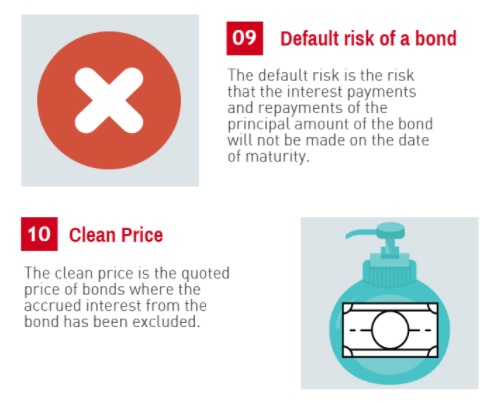 09 Default risk of a bond
The default risk is the risk
that the interest payments
and repayments of the
principal amount of the bond
will not be made on the date
of maturity.
10 Clean Price
The clean price is the quoted
price of bonds where the
accrued interest from the
bond has been excluded.